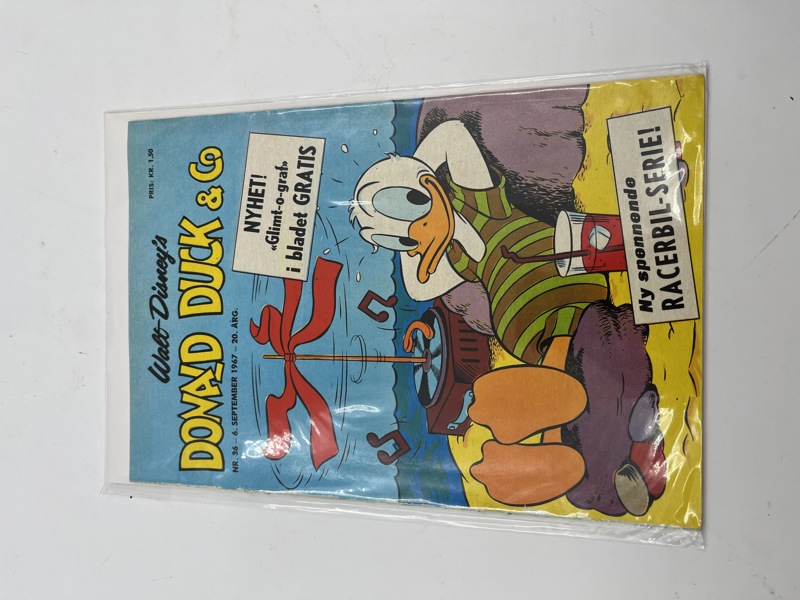 PRIS: KR. 1,50
Walt Disney's
DONALD DUCK & Co
NR. 36 – 6. SEPTEMBER 1967 – 20. ÅRG.
NYHET!
«Glimt-o-graf»
i bladet GRATIS
Ny spennende
RACERBIL-SERIE!